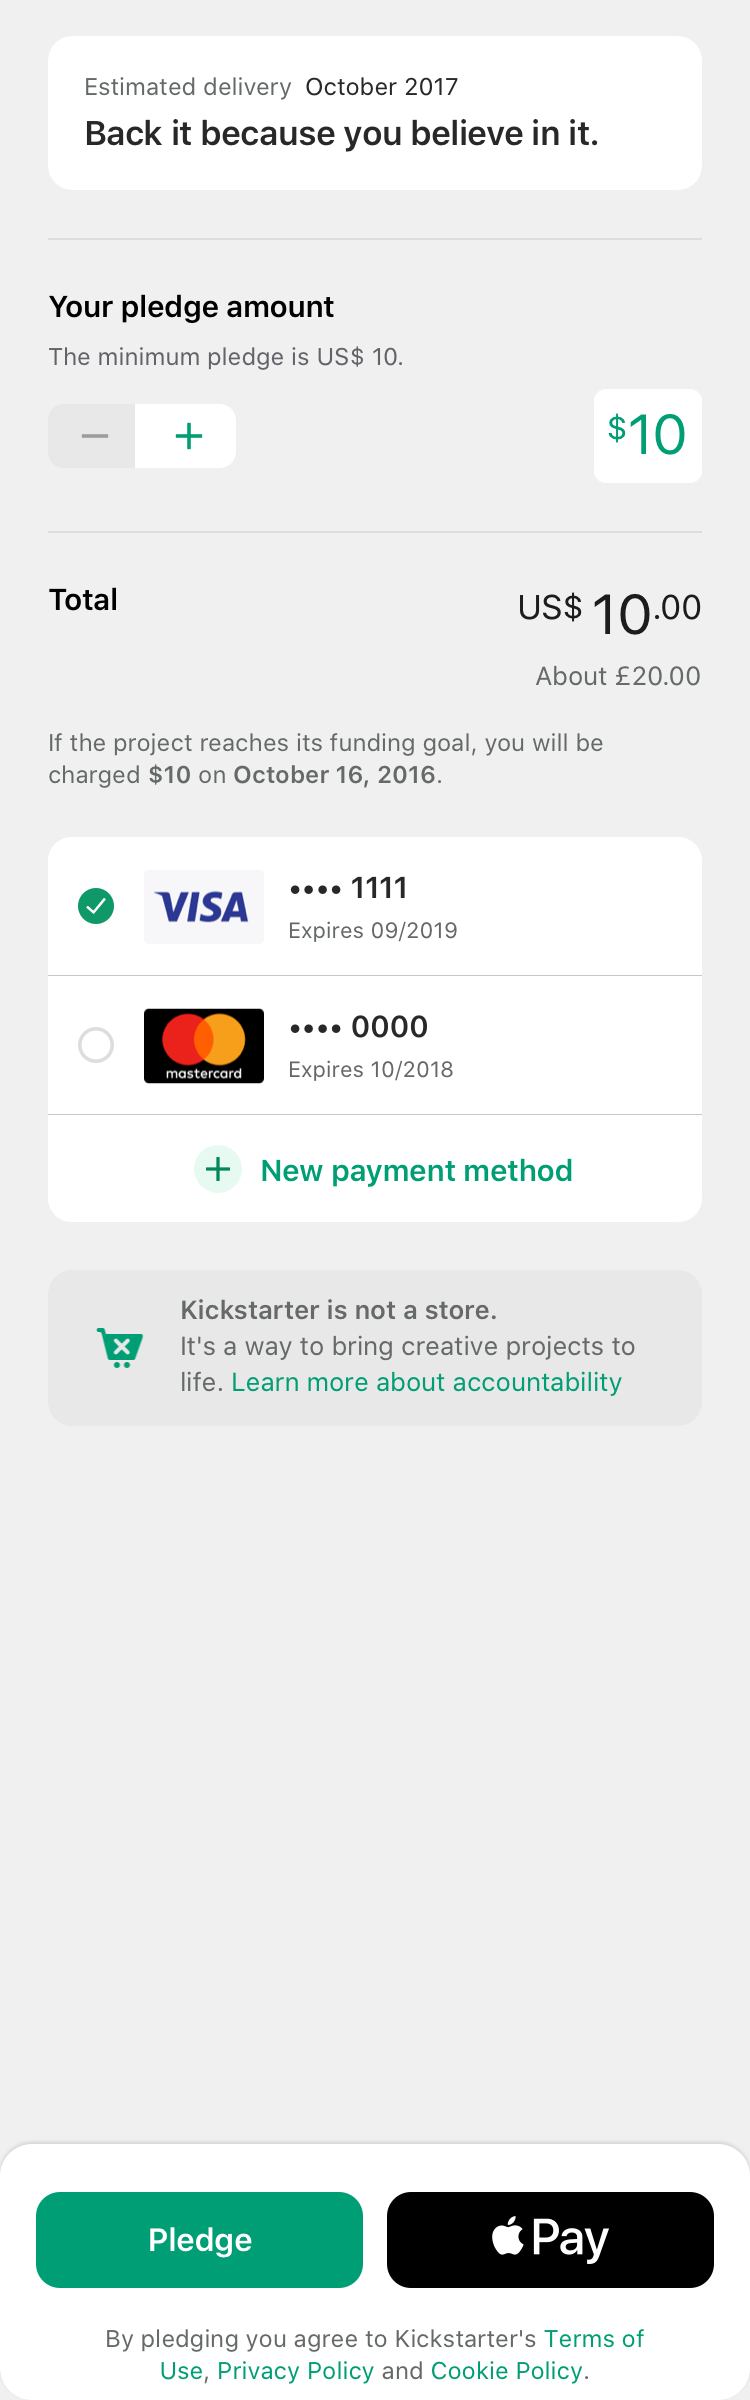 Estimated delivery October 2017
Back it because you believe in it.
Your pledge amount
The minimum pledge is US$ 10.
$10
Total
US$ 10.00
About £20.00
If the project reaches its funding goal, you will be
charged $10 on October 16, 2016.
VISA
•••• 1111
Expires 09/2019
mastercard
•••• 0000
Expires 10/2018
New payment method
Kickstarter is not a store.
It's a way to bring creative projects to
life. Learn more about accountability
Pledge
Pay
By pledging you agree to Kickstarter's Terms of
Use, Privacy Policy and Cookie Policy.